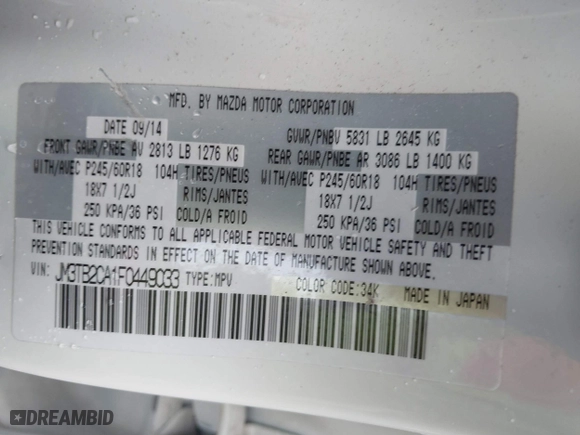 MFD. BY MAZDA MOTOR CORPORATION
DATE 09/14
GVWR/PNBV 5831 LB 2645 KG
FRONT GAWR/PNBE AV 2813 LB 1276 KG
REAR GAWR/PNBE AR 3086 LB 1400 KG
WITH/AVEC P245/60R18 104H TIRES/PNEUS
WITH/AVEC P245/60R18 104H TIRES/PNEUS
18X7 1/2J RIMS/JANTES
18X7 1/2J RIMS/JANTES
250 KPA/36 PSI COLD/A FROID
250 KPA/36 PSI COLD/A FROID
THIS VEHICLE CONFORMS TO ALL APPLICABLE FEDERAL MOTOR VEHICLE SAFETY AND THEFT
PREVENTION STANDARDS IN EFFECT ON THE DATE OF MANUFACTURE SHOWN ABOVE.
VIN: JM3TB2CA1F0449033 TYPE:MPV COLOR CODE:34K MADE IN JAPAN
DREAMBID